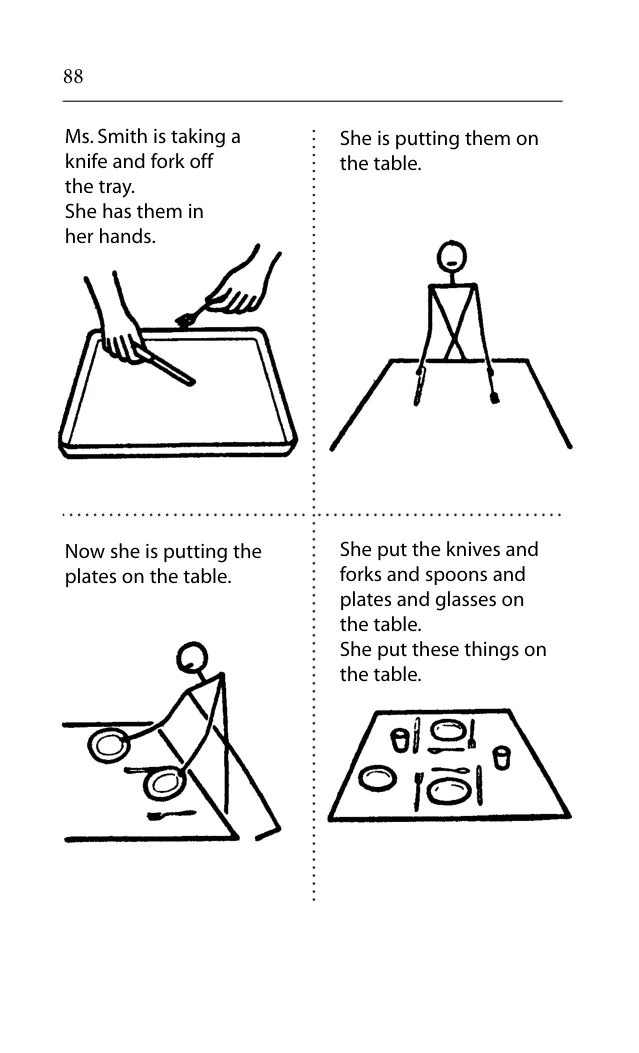 88
Ms. Smith is taking a
knife and fork off
the tray.
She has them in
her hands.
She is putting them on
the table.
Now she is putting the
plates on the table.
She put the knives and
forks and spoons and
plates and glasses on
the table.
She put these things on
the table.